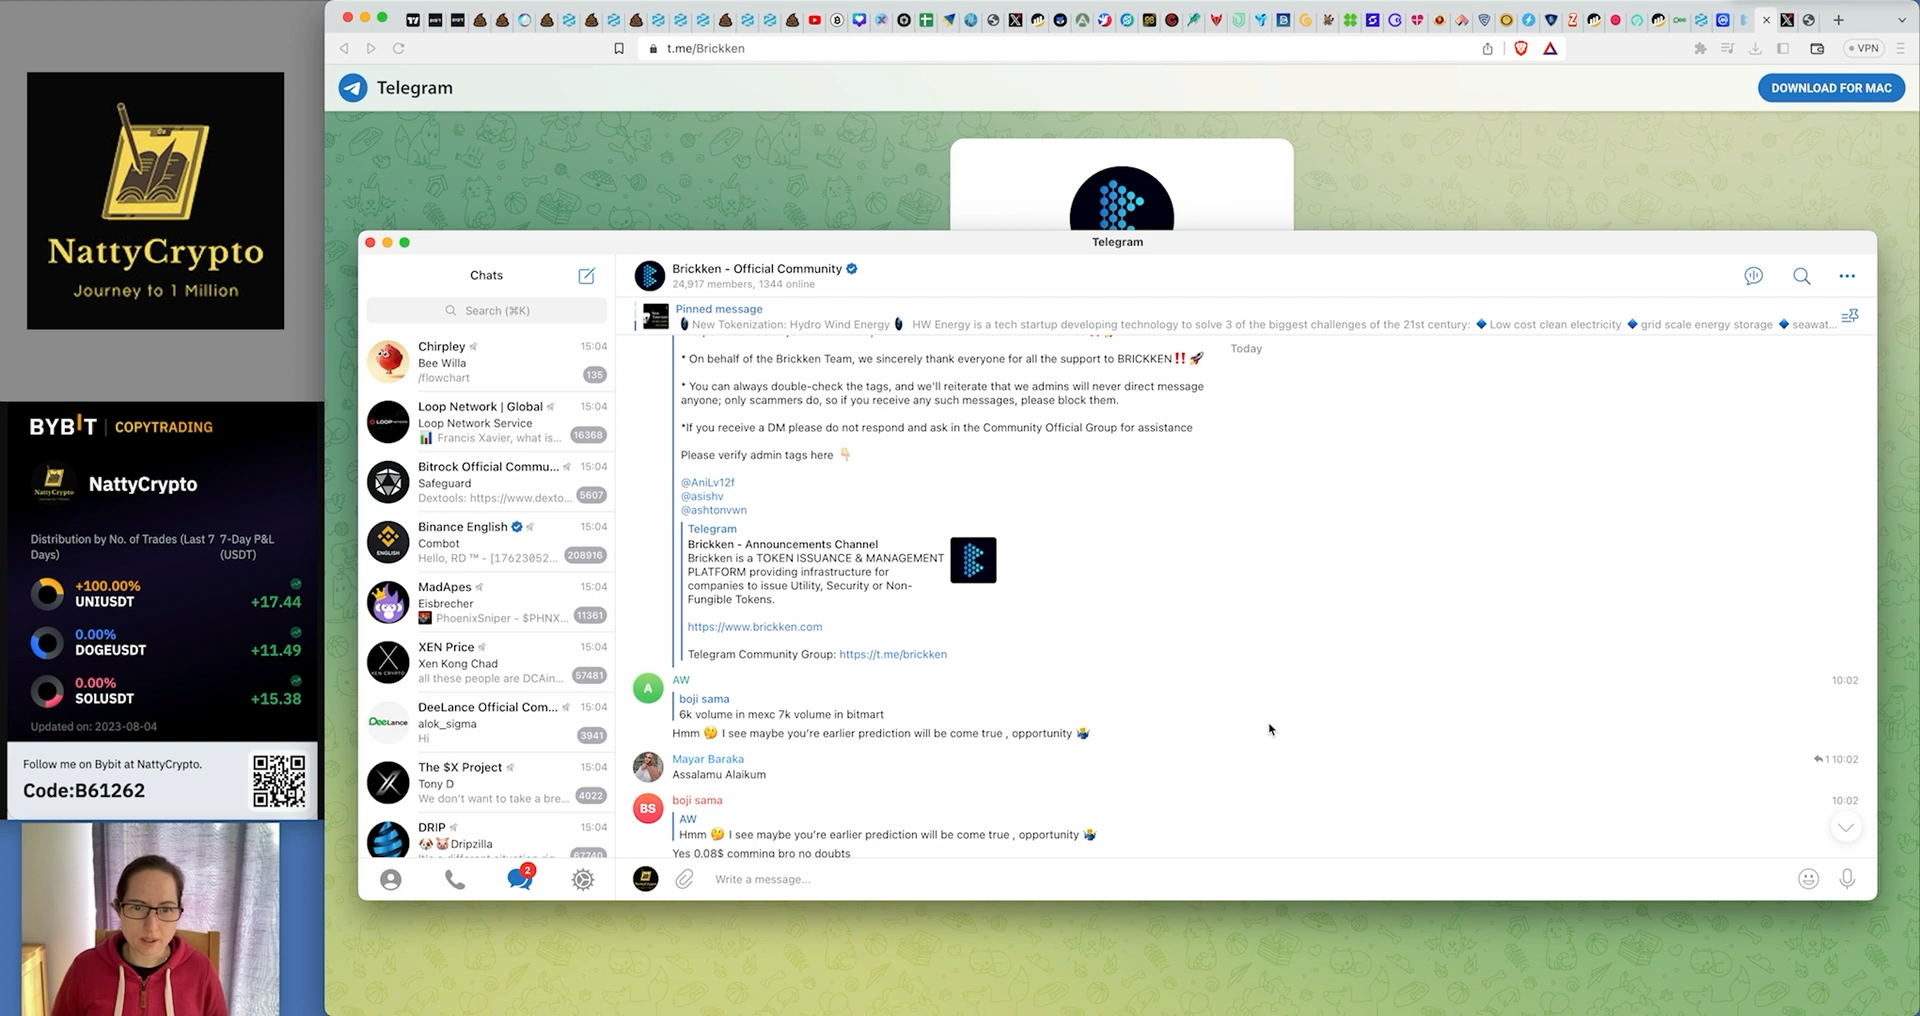 NattyCrypto
Journey to 1 Million
BYBIT | COPYTRADING
NattyCrypto
Distribution by No. of Trades (Last 7 Days)
7-Day P&L (USDT)
+100.00%
UNIUSDT
+17.44
0.00%
DOGEUSDT
+11.49
0.00%
SOLUSDT
+15.38
Updated on: 2023-08-04
Follow me on Bybit at NattyCrypto.
Code:B61262
t.me/Brickken
VPN
Telegram
DOWNLOAD FOR MAC
Telegram
Chats
Search (⌘K)
Chirpley
15:04
Bee Willa
/flowchart
135
Loop Network | Global
15:04
Loop Network Service
Francis Xavier, what is...
16368
Bitrock Official Commu...
15:04
Safeguard
Dextools: https://www.dexto...
5607
Binance English
15:04
Combot
Hello, RD ™ - [17623052...
208916
MadApes
15:04
Eisbrecher
PhoenixSniper - $PHNX...
11361
XEN Price
15:04
Xen Kong Chad
all these people are DCAin...
57481
DeeLance Official Com...
15:04
alok_sigma
Hi
3941
The $X Project
15:04
Tony D
We don't want to take a bre...
4022
DRIP
15:04
Dripzilla
2
Brickken - Official Community
24,917 members, 1344 online
Pinned message
New Tokenization: Hydro Wind Energy HW Energy is a tech startup developing technology to solve 3 of the biggest challenges of the 21st century: 🔷 Low cost clean electricity 🔷 grid scale energy storage 🔷 seawat...
Today
* On behalf of the Brickken Team, we sincerely thank everyone for all the support to BRICKKEN‼️🚀
* You can always double-check the tags, and we'll reiterate that we admins will never direct message
anyone; only scammers do, so if you receive any such messages, please block them.
*If you receive a DM please do not respond and ask in the Community Official Group for assistance
Please verify admin tags here 👇🏻
@AniLv12f
@asishv
@ashtonvwn
Telegram
Brickken - Announcements Channel
Brickken is a TOKEN ISSUANCE & MANAGEMENT
PLATFORM providing infrastructure for
companies to issue Utility, Security or Non-
Fungible Tokens.
https://www.brickken.com
Telegram Community Group: https://t.me/brickken
A
AW
10:02
boji sama
6k volume in mexc 7k volume in bitmart
Hmm 🤔 I see maybe you're earlier prediction will be come true , opportunity 🤷‍♂️
Mayar Baraka
1 10:02
Assalamu Alaikum
BS
boji sama
10:02
AW
Hmm 🤔 I see maybe you're earlier prediction will be come true , opportunity 🤷‍♂️
Yes 0.08$ comming bro no doubts
Write a message...